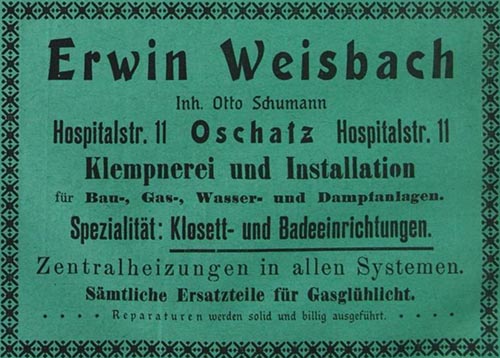 Erwin Weisbach
Inh. Otto Schumann
Hospitalstr. 11 Oschatz Hospitalstr. 11
Klempnerei und Installation
für Bau-, Gas-, Wasser- und Dampfanlagen.
Spezialität: Klosett- und Badeeinrichtungen.
Zentralheizungen in allen Systemen.
Sämtliche Ersatzteile für Gasglühlicht.
· · · · Reparaturen werden solid und billig ausgeführt. · · · ·